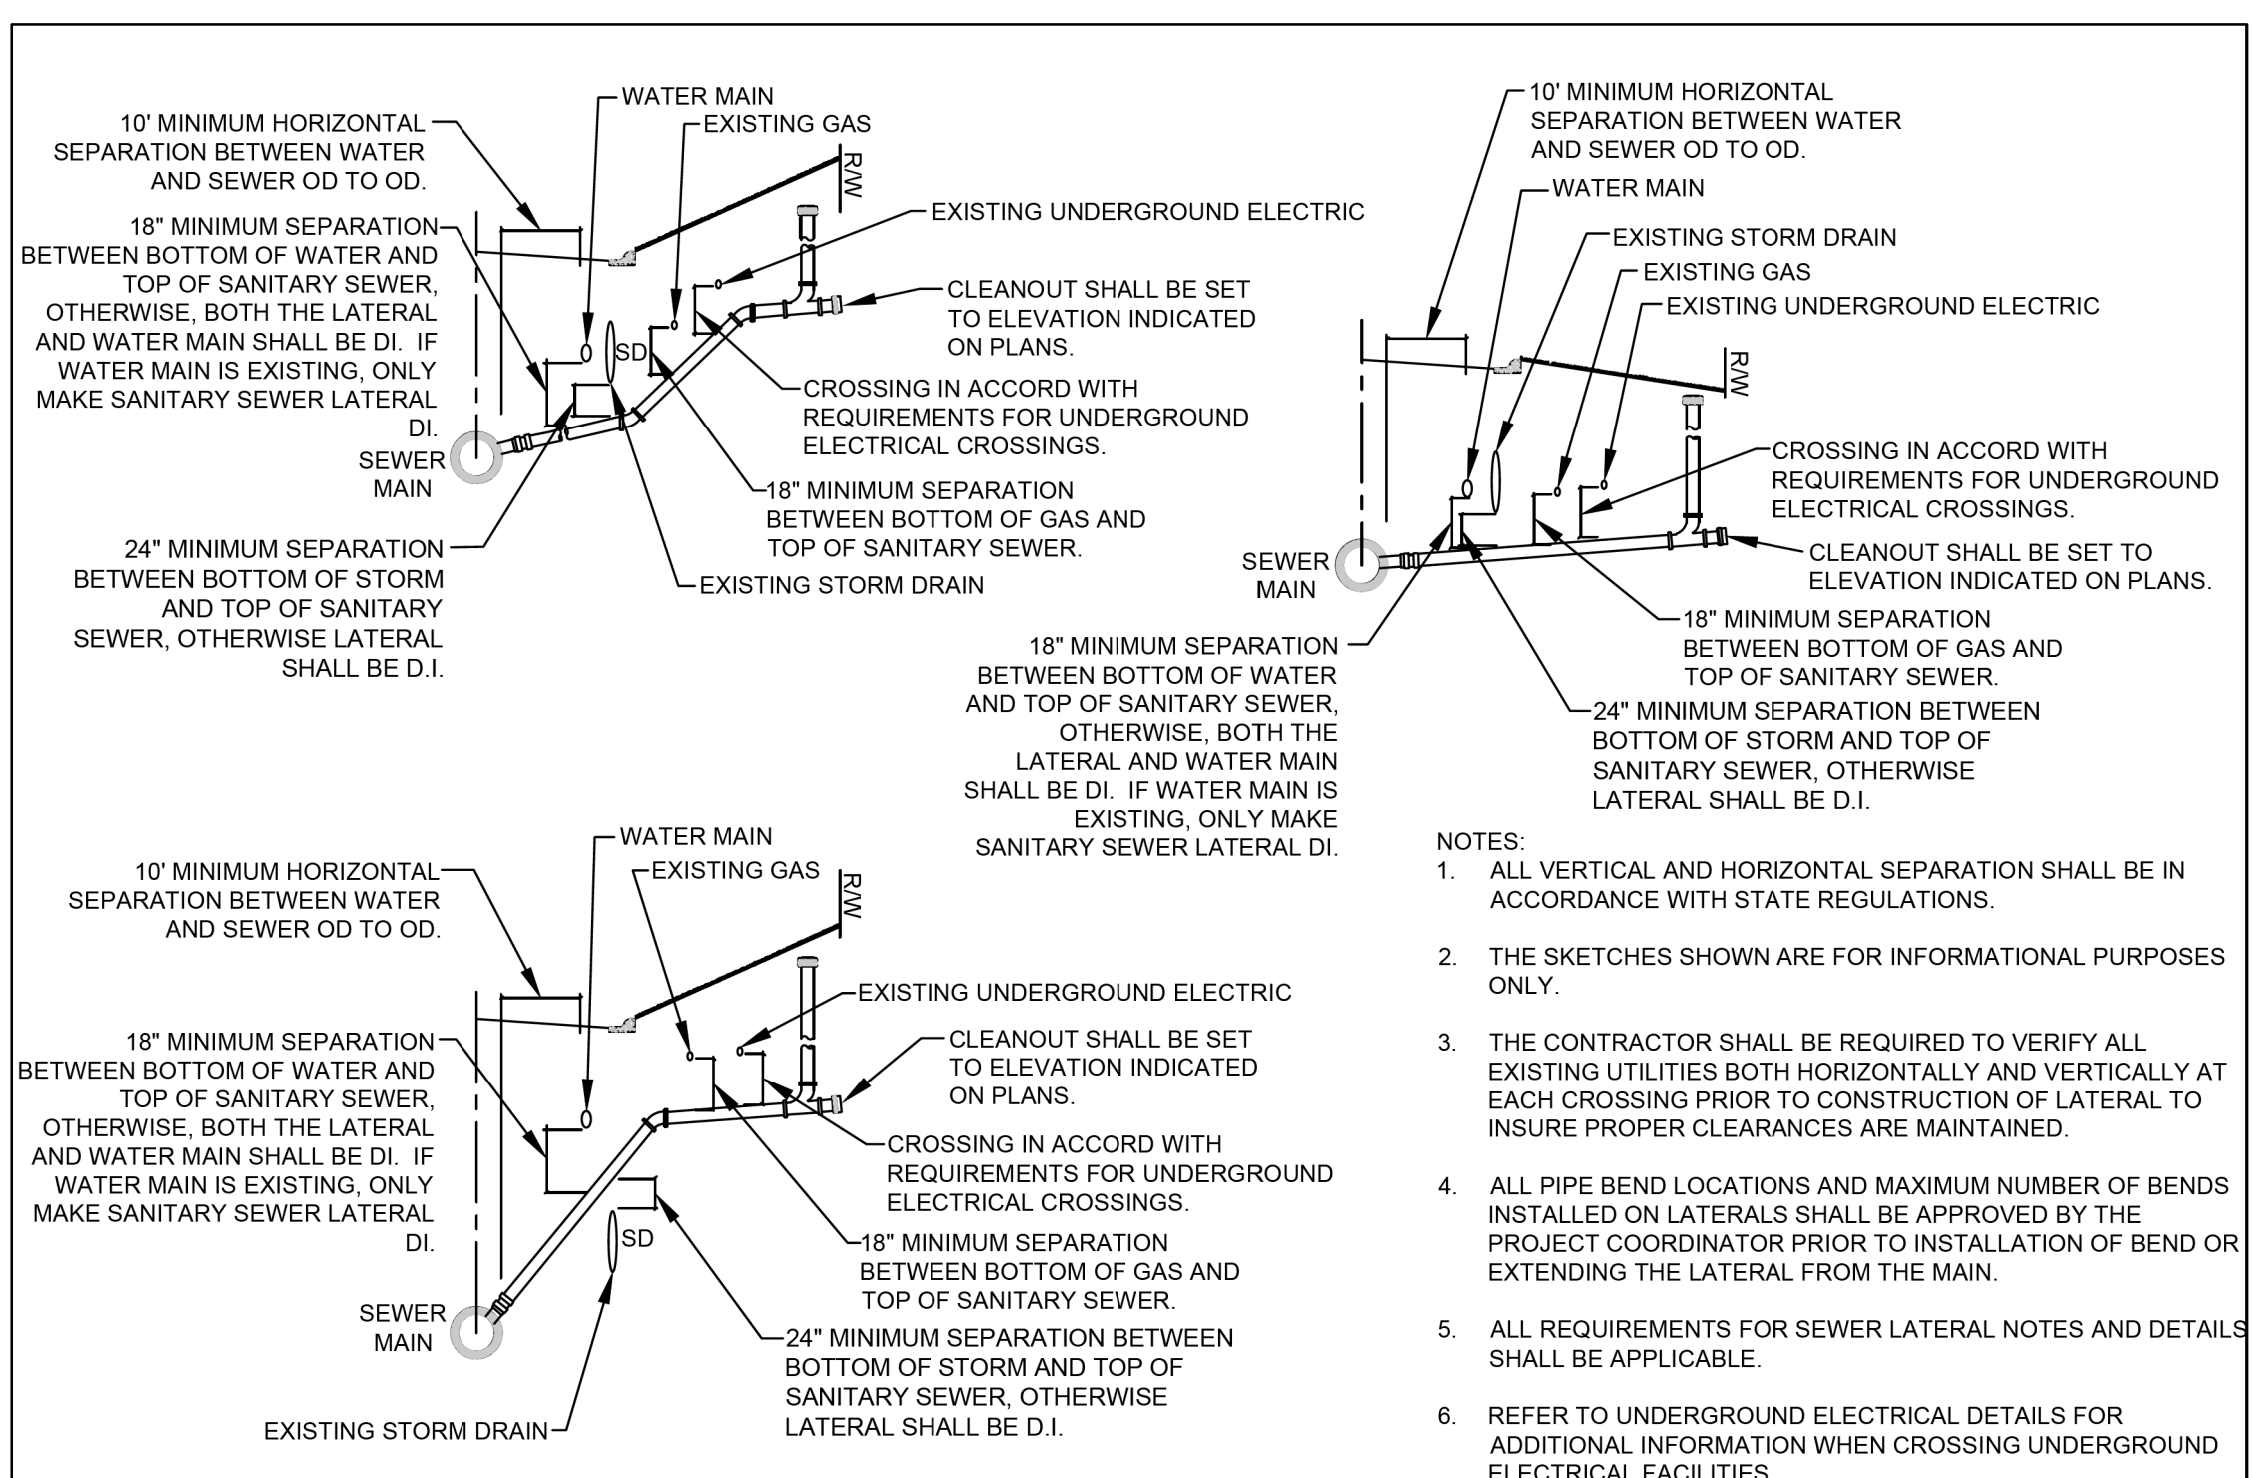 WATER MAIN
EXISTING GAS
10' MINIMUM HORIZONTAL
SEPARATION BETWEEN WATER
AND SEWER OD TO OD.
R/W
EXISTING UNDERGROUND ELECTRIC
18" MINIMUM SEPARATION
BETWEEN BOTTOM OF WATER AND
TOP OF SANITARY SEWER,
OTHERWISE, BOTH THE LATERAL
AND WATER MAIN SHALL BE DI. IF
WATER MAIN IS EXISTING, ONLY
MAKE SANITARY SEWER LATERAL
DI.
CLEANOUT SHALL BE SET
TO ELEVATION INDICATED
ON PLANS.
SD
CROSSING IN ACCORD WITH
REQUIREMENTS FOR UNDERGROUND
ELECTRICAL CROSSINGS.
SEWER
MAIN
18" MINIMUM SEPARATION
BETWEEN BOTTOM OF GAS AND
TOP OF SANITARY SEWER.
24" MINIMUM SEPARATION
BETWEEN BOTTOM OF STORM
AND TOP OF SANITARY
SEWER, OTHERWISE LATERAL
SHALL BE D.I.
EXISTING STORM DRAIN
10' MINIMUM HORIZONTAL
SEPARATION BETWEEN WATER
AND SEWER OD TO OD.
WATER MAIN
EXISTING STORM DRAIN
EXISTING GAS
EXISTING UNDERGROUND ELECTRIC
R/W
CROSSING IN ACCORD WITH
REQUIREMENTS FOR UNDERGROUND
ELECTRICAL CROSSINGS.
SEWER
MAIN
CLEANOUT SHALL BE SET TO
ELEVATION INDICATED ON PLANS.
18" MINIMUM SEPARATION
BETWEEN BOTTOM OF GAS AND
TOP OF SANITARY SEWER.
18" MINIMUM SEPARATION
BETWEEN BOTTOM OF WATER
AND TOP OF SANITARY SEWER,
OTHERWISE, BOTH THE
LATERAL AND WATER MAIN
SHALL BE DI. IF WATER MAIN IS
EXISTING, ONLY MAKE
SANITARY SEWER LATERAL DI.
24" MINIMUM SEPARATION BETWEEN
BOTTOM OF STORM AND TOP OF
SANITARY SEWER, OTHERWISE
LATERAL SHALL BE D.I.
WATER MAIN
EXISTING GAS
10' MINIMUM HORIZONTAL
SEPARATION BETWEEN WATER
AND SEWER OD TO OD.
R/W
EXISTING UNDERGROUND ELECTRIC
18" MINIMUM SEPARATION
BETWEEN BOTTOM OF WATER AND
TOP OF SANITARY SEWER,
OTHERWISE, BOTH THE LATERAL
AND WATER MAIN SHALL BE DI. IF
WATER MAIN IS EXISTING, ONLY
MAKE SANITARY SEWER LATERAL
DI.
CLEANOUT SHALL BE SET
TO ELEVATION INDICATED
ON PLANS.
CROSSING IN ACCORD WITH
REQUIREMENTS FOR UNDERGROUND
ELECTRICAL CROSSINGS.
SD
18" MINIMUM SEPARATION
BETWEEN BOTTOM OF GAS AND
TOP OF SANITARY SEWER.
SEWER
MAIN
24" MINIMUM SEPARATION BETWEEN
BOTTOM OF STORM AND TOP OF
SANITARY SEWER, OTHERWISE
LATERAL SHALL BE D.I.
EXISTING STORM DRAIN
NOTES:
1. ALL VERTICAL AND HORIZONTAL SEPARATION SHALL BE IN
ACCORDANCE WITH STATE REGULATIONS.
2. THE SKETCHES SHOWN ARE FOR INFORMATIONAL PURPOSES
ONLY.
3. THE CONTRACTOR SHALL BE REQUIRED TO VERIFY ALL
EXISTING UTILITIES BOTH HORIZONTALLY AND VERTICALLY AT
EACH CROSSING PRIOR TO CONSTRUCTION OF LATERAL TO
INSURE PROPER CLEARANCES ARE MAINTAINED.
4. ALL PIPE BEND LOCATIONS AND MAXIMUM NUMBER OF BENDS
INSTALLED ON LATERALS SHALL BE APPROVED BY THE
PROJECT COORDINATOR PRIOR TO INSTALLATION OF BEND OR
EXTENDING THE LATERAL FROM THE MAIN.
5. ALL REQUIREMENTS FOR SEWER LATERAL NOTES AND DETAILS
SHALL BE APPLICABLE.
6. REFER TO UNDERGROUND ELECTRICAL DETAILS FOR
ADDITIONAL INFORMATION WHEN CROSSING UNDERGROUND
ELECTRICAL FACILITIES